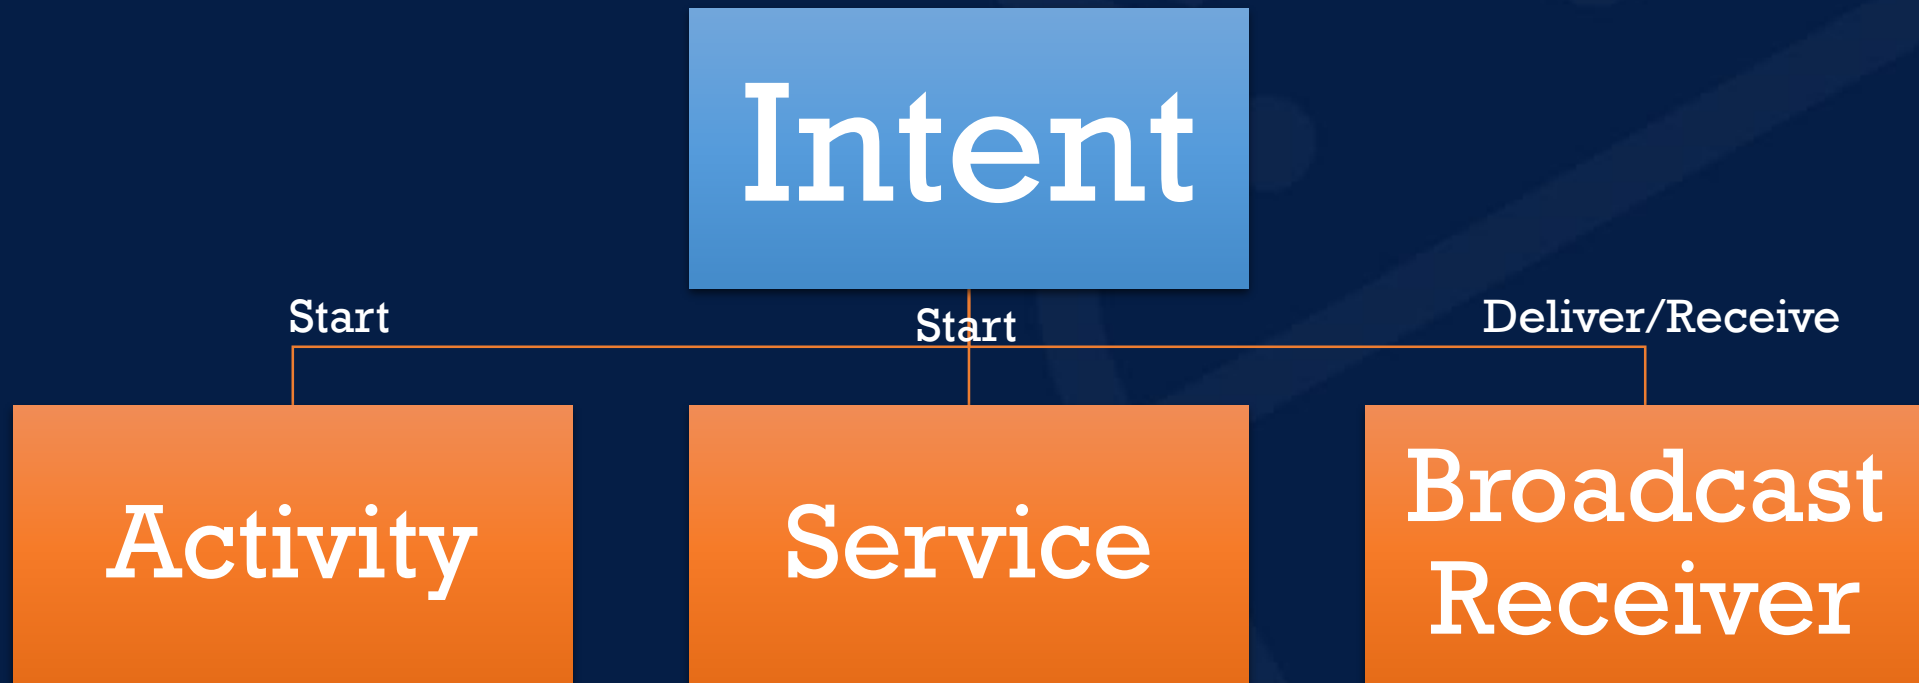 Intent
Start
Start
Deliver/Receive
Activity
Service
Broadcast
Receiver